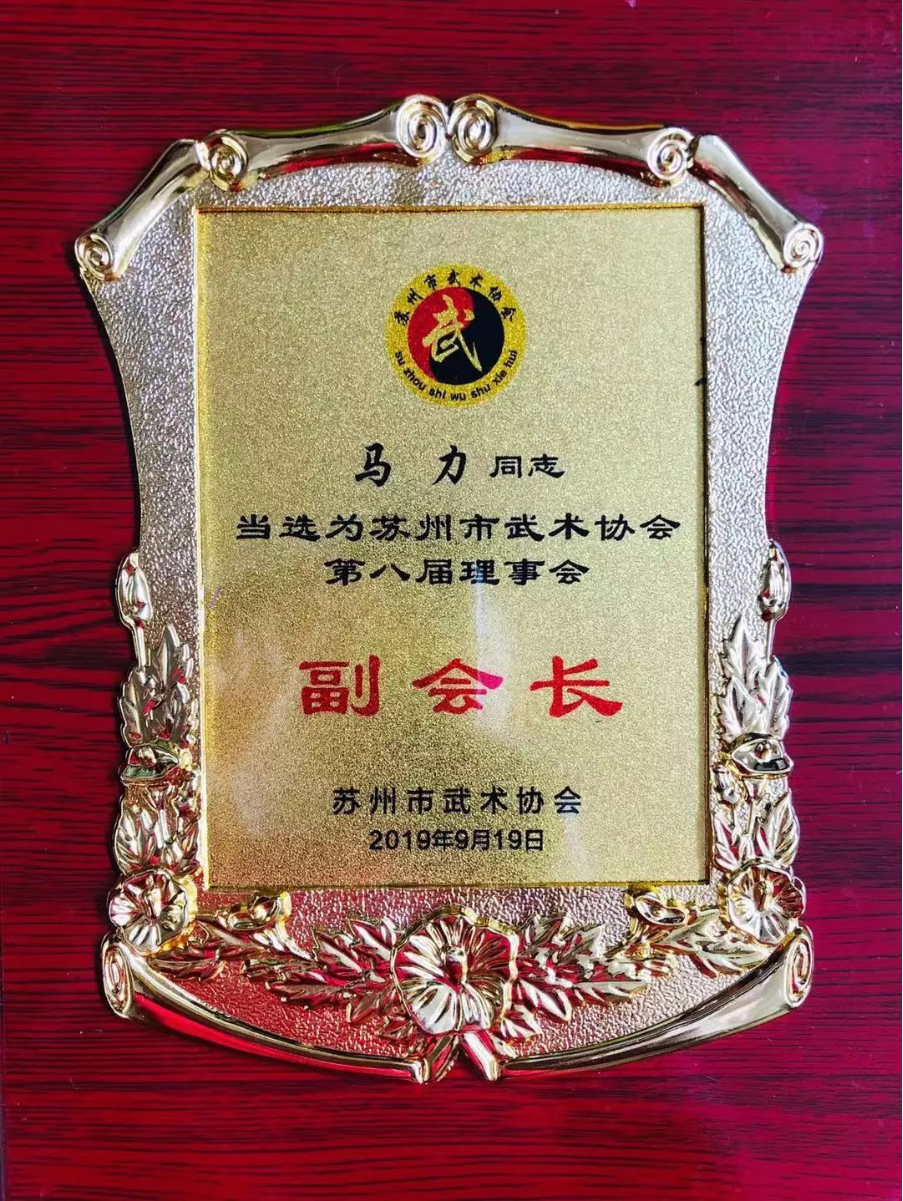 苏州市武术协会
武
su zhou shi wu shu xie hui
马 力 同志
当选为苏州市武术协会
第八届理事会
副会长
苏州市武术协会
2019年9月19日